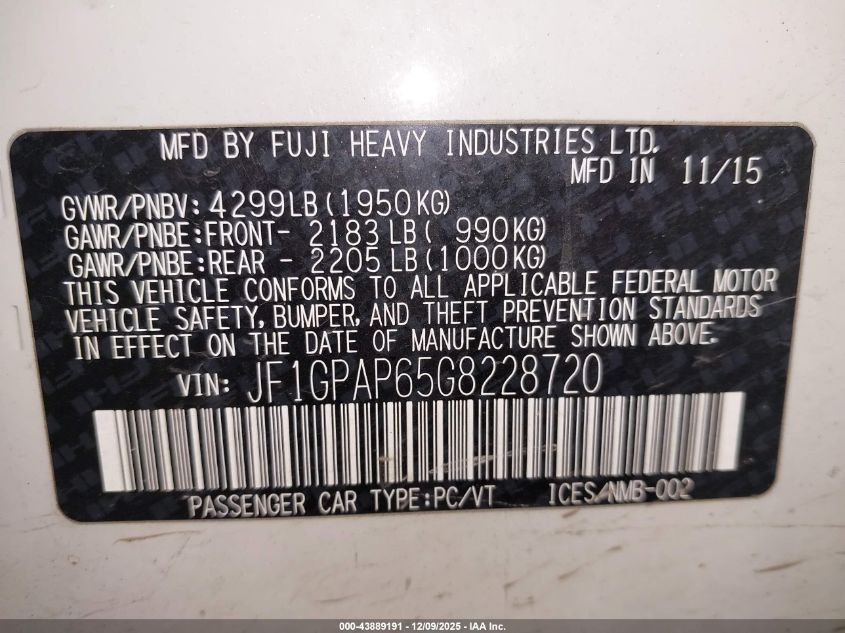 MFD BY FUJI HEAVY INDUSTRIES LTD.
MFD IN 11/15
GVWR/PNBV: 4299LB (1950KG)
GAWR/PNBE:FRONT- 2183 LB ( 990KG)
GAWR/PNBE:REAR - 2205 LB (1000KG)
THIS VEHICLE CONFORMS TO ALL APPLICABLE FEDERAL MOTOR
VEHICLE SAFETY, BUMPER, AND THEFT PREVENTION STANDARDS
IN EFFECT ON THE DATE OF MANUFACTURE SHOWN ABOVE.
VIN: JF1GPAP65G8228720
PASSENGER CAR TYPE:PC/VT ICES/NMB-002
000-43889191 - 12/09/2025 - IAA Inc.